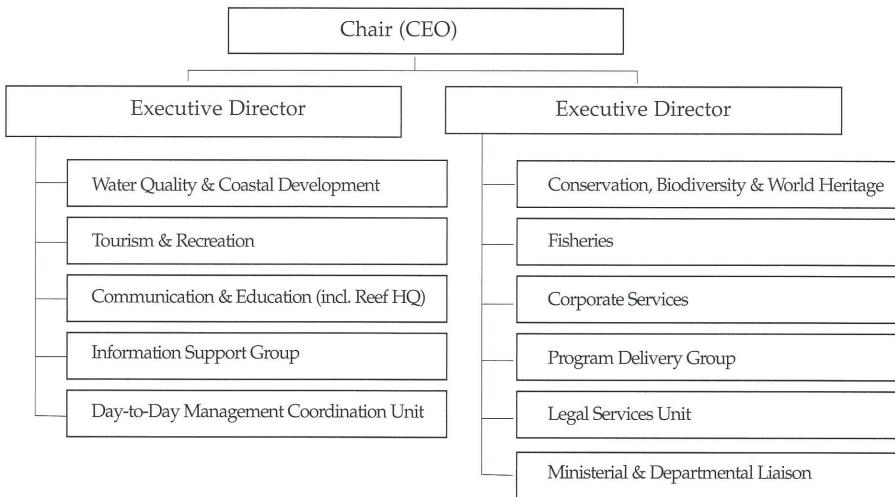 Chair (CEO)
Executive Director
Water Quality & Coastal Development
Tourism & Recreation
Communication & Education (incl. Reef HQ)
Information Support Group
Day-to-Day Management Coordination Unit
Executive Director
Conservation, Biodiversity & World Heritage
Fisheries
Corporate Services
Program Delivery Group
Legal Services Unit
Ministerial & Departmental Liaison